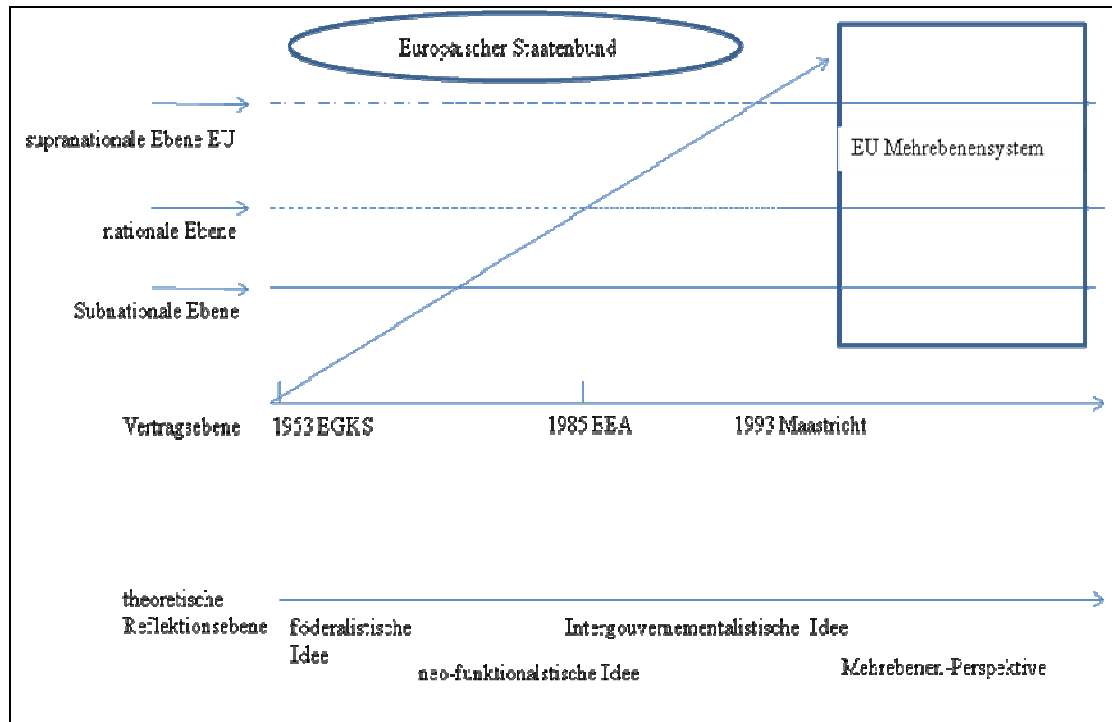 Europäischer Staatenbund
supranationale Ebene EU
EU Mehrebenensystem
nationale Ebene
Subnationale Ebene
Vertragsebene
1953 EGKS
1985 EEA
1993 Maastricht
theoretische
Reflektionsebene
föderalistische
Idee
Intergouvernementalistische Idee
neo-funktionalstische Idee
Mehrebenen-Perspektive